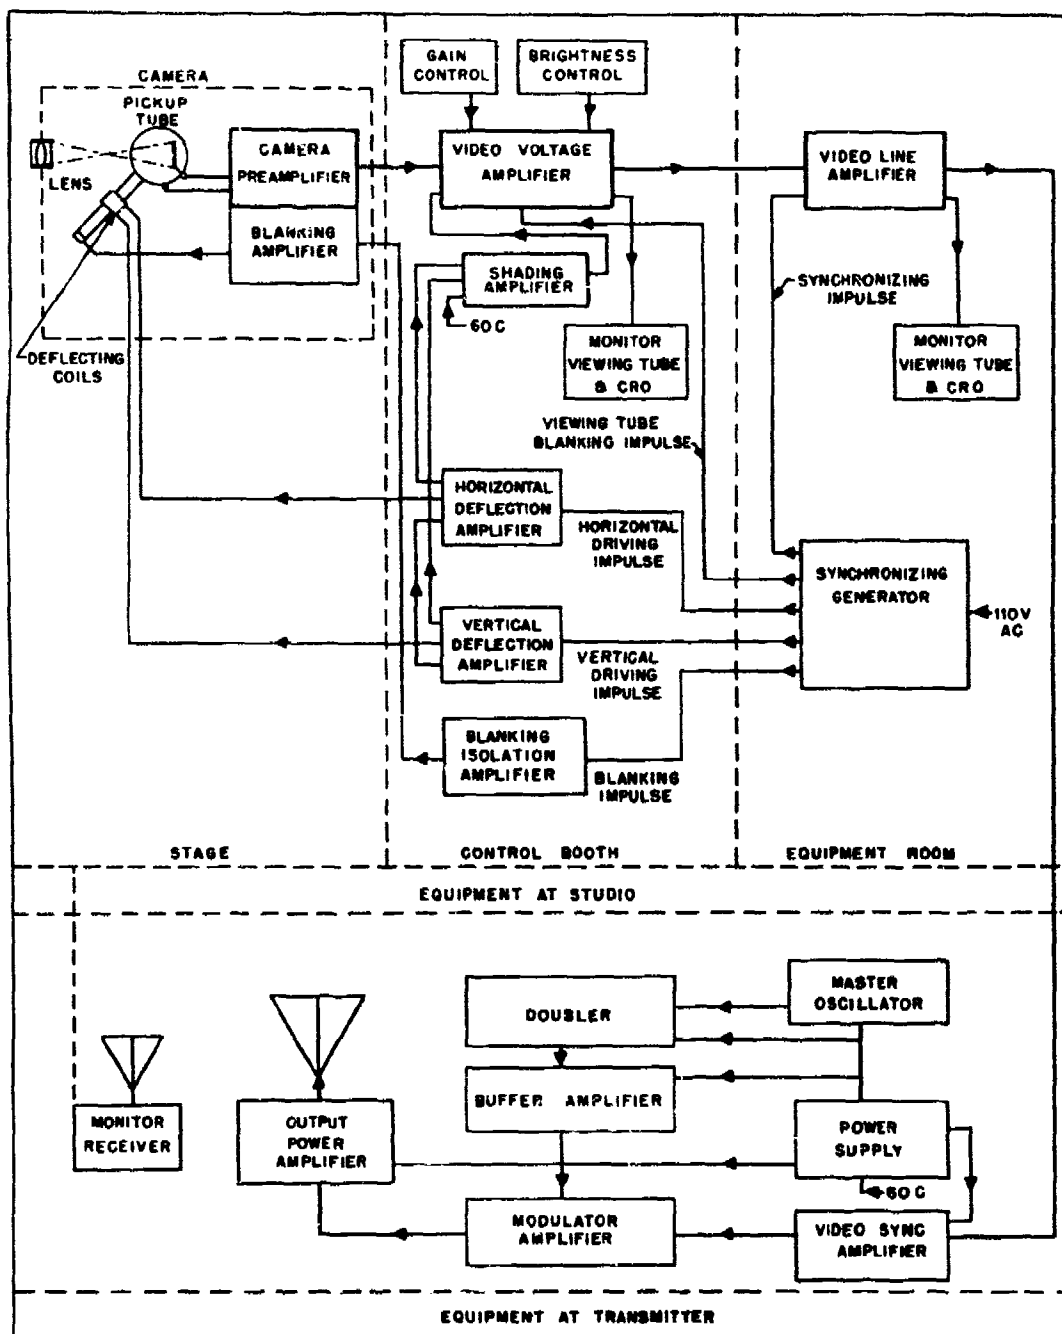 GAIN
CONTROL
BRIGHTNESS
CONTROL
CAMERA
PICKUP
TUBE
LENS
CAMERA
PREAMPLIFIER
BLANKING
AMPLIFIER
DEFLECTING
COILS
VIDEO VOLTAGE
AMPLIFIER
SHADING
AMPLIFIER
60 C
MONITOR
VIEWING TUBE
& CRO
VIDEO LINE
AMPLIFIER
SYNCHRONIZING
IMPULSE
MONITOR
VIEWING TUBE
& CRO
VIEWING TUBE
BLANKING IMPULSE
HORIZONTAL
DEFLECTION
AMPLIFIER
HORIZONTAL
DRIVING
IMPULSE
SYNCHRONIZING
GENERATOR
110V
AC
VERTICAL
DEFLECTION
AMPLIFIER
VERTICAL
DRIVING
IMPULSE
BLANKING
ISOLATION
AMPLIFIER
BLANKING
IMPULSE
STAGE
CONTROL BOOTH
EQUIPMENT ROOM
EQUIPMENT AT STUDIO
MASTER
OSCILLATOR
DOUBLER
BUFFER AMPLIFIER
MONITOR
RECEIVER
OUTPUT
POWER
AMPLIFIER
POWER
SUPPLY
60 C
MODULATOR
AMPLIFIER
VIDEO SYNC
AMPLIFIER
EQUIPMENT AT TRANSMITTER